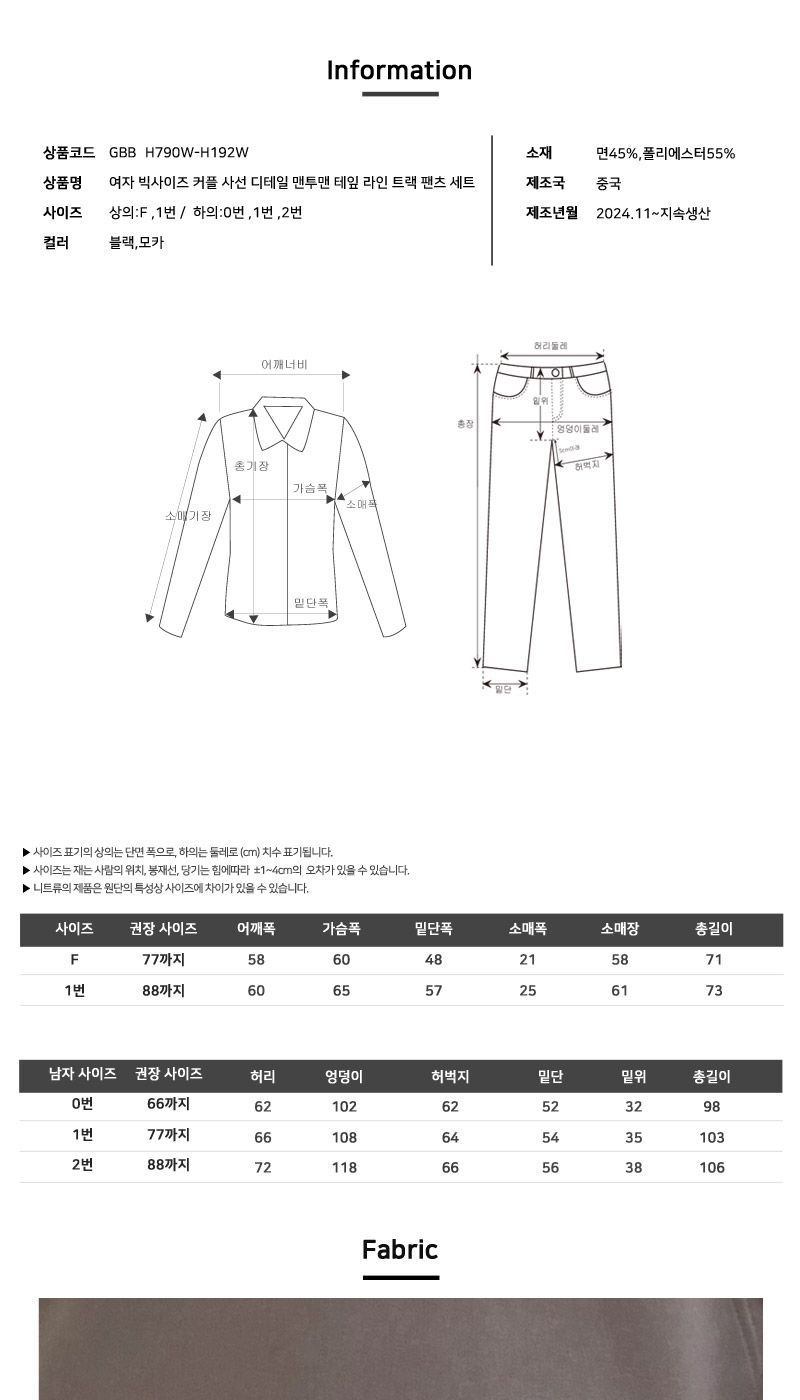 Information
상품코드 GBB H790W-H192W
상품명 여자 빅사이즈 커플 사선 디테일 맨투맨 테잎 라인 트랙 팬츠 세트
사이즈 상의:F ,1번 / 하의:0번 ,1번 ,2번
컬러 블랙,모카
소재 면45%,폴리에스터55%
제조국 중국
제조년월 2024.11~지속생산
어깨너비
총기장
가슴폭
소매폭
소매기장
밑단폭
허리둘레
밑위
총장
엉덩이둘레
5cm아래
허벅지
밑단
▶ 사이즈 표기의 상의는 단면 폭으로, 하의는 둘레로 (cm) 치수 표기됩니다.
▶ 사이즈는 재는 사람의 위치, 봉재선, 당기는 힘에따라 ±1~4cm의 오차가 있을 수 있습니다.
▶ 니트류의 제품은 원단의 특성상 사이즈에 차이가 있을 수 있습니다.
사이즈 권장 사이즈 어깨폭 가슴폭 밑단폭 소매폭 소매장 총길이
F 77까지 58 60 48 21 58 71
1번 88까지 60 65 57 25 61 73
남자 사이즈 권장 사이즈 허리 엉덩이 허벅지 밑단 밑위 총길이
0번 66까지 62 102 62 52 32 98
1번 77까지 66 108 64 54 35 103
2번 88까지 72 118 66 56 38 106
Fabric